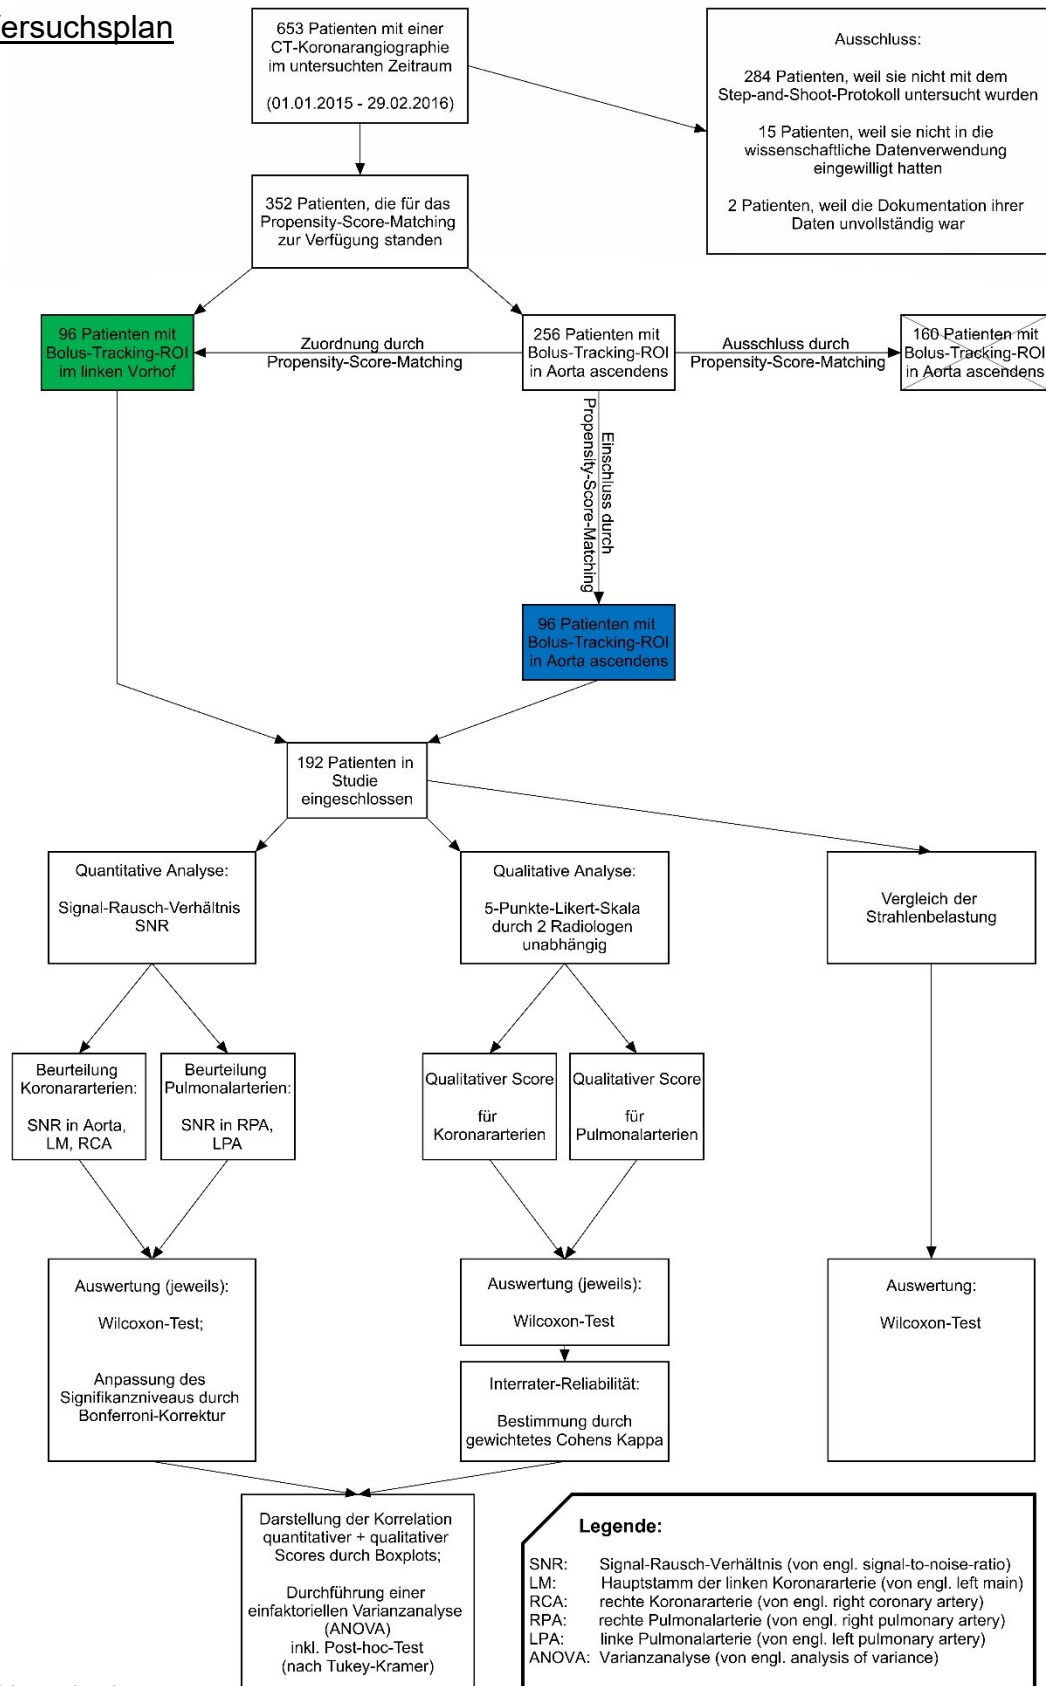 ersuchsplan
653 Patienten mit einer
CT-Koronarangiographie
im untersuchten Zeitraum
(01.01.2015 - 29.02.2016)
Ausschluss:
284 Patienten, weil sie nicht mit dem
Step-and-Shoot-Protokoll untersucht wurden
15 Patienten, weil sie nicht in die
wissenschaftliche Datenverwendung
eingewilligt hatten
2 Patienten, weil die Dokumentation ihrer
Daten unvollständig war
352 Patienten, die für das
Propensity-Score-Matching
zur Verfügung standen
96 Patienten mit
Bolus-Tracking-ROI
im linken Vorhof
Zuordnung durch
Propensity-Score-Matching
256 Patienten mit
Bolus-Tracking-ROI
in Aorta ascendens
Ausschluss durch
Propensity-Score-Matching
160 Patienten mit
Bolus-Tracking-ROI
in Aorta ascendens
Einschluss durch
Propensity-Score-Matching
96 Patienten mit
Bolus-Tracking-ROI
in Aorta ascendens
192 Patienten in
Studie
eingeschlossen
Quantitative Analyse:
Signal-Rausch-Verhältnis
SNR
Qualitative Analyse:
5-Punkte-Likert-Skala
durch 2 Radiologen
unabhängig
Vergleich der
Strahlenbelastung
Beurteilung
Koronararterien:
SNR in Aorta,
LM, RCA
Beurteilung
Pulmonalarterien:
SNR in RPA,
LPA
Qualitativer Score
für
Koronararterien
Qualitativer Score
für
Pulmonalarterien
Auswertung (jeweils):
Wilcoxon-Test;
Anpassung des
Signifikanzniveaus durch
Bonferroni-Korrektur
Auswertung (jeweils):
Wilcoxon-Test
Interrater-Reliabilität:
Bestimmung durch
gewichtetes Cohens Kappa
Auswertung:
Wilcoxon-Test
Darstellung der Korrelation
quantitativer + qualitativer
Scores durch Boxplots;
Durchführung einer
einfaktoriellen Varianzanalyse
(ANOVA)
inkl. Post-hoc-Test
(nach Tukey-Kramer)
Legende:
SNR: Signal-Rausch-Verhältnis (von engl. signal-to-noise-ratio)
LM: Hauptstamm der linken Koronararterie (von engl. left main)
RCA: rechte Koronararterie (von engl. right coronary artery)
RPA: rechte Pulmonalarterie (von engl. right pulmonary artery)
LPA: linke Pulmonalarterie (von engl. left pulmonary artery)
ANOVA: Varianzanalyse (von engl. analysis of variance)